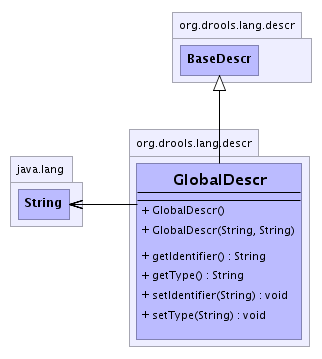 org.drools.lang.descr
BaseDescr
org.drools.lang.descr
java.lang
GlobalDescr
String
+ GlobalDescr()
+ GlobalDescr(String, String)
+ getIdentifier() : String
+ getType() : String
+ setIdentifier(String) : void
+ setType(String) : void